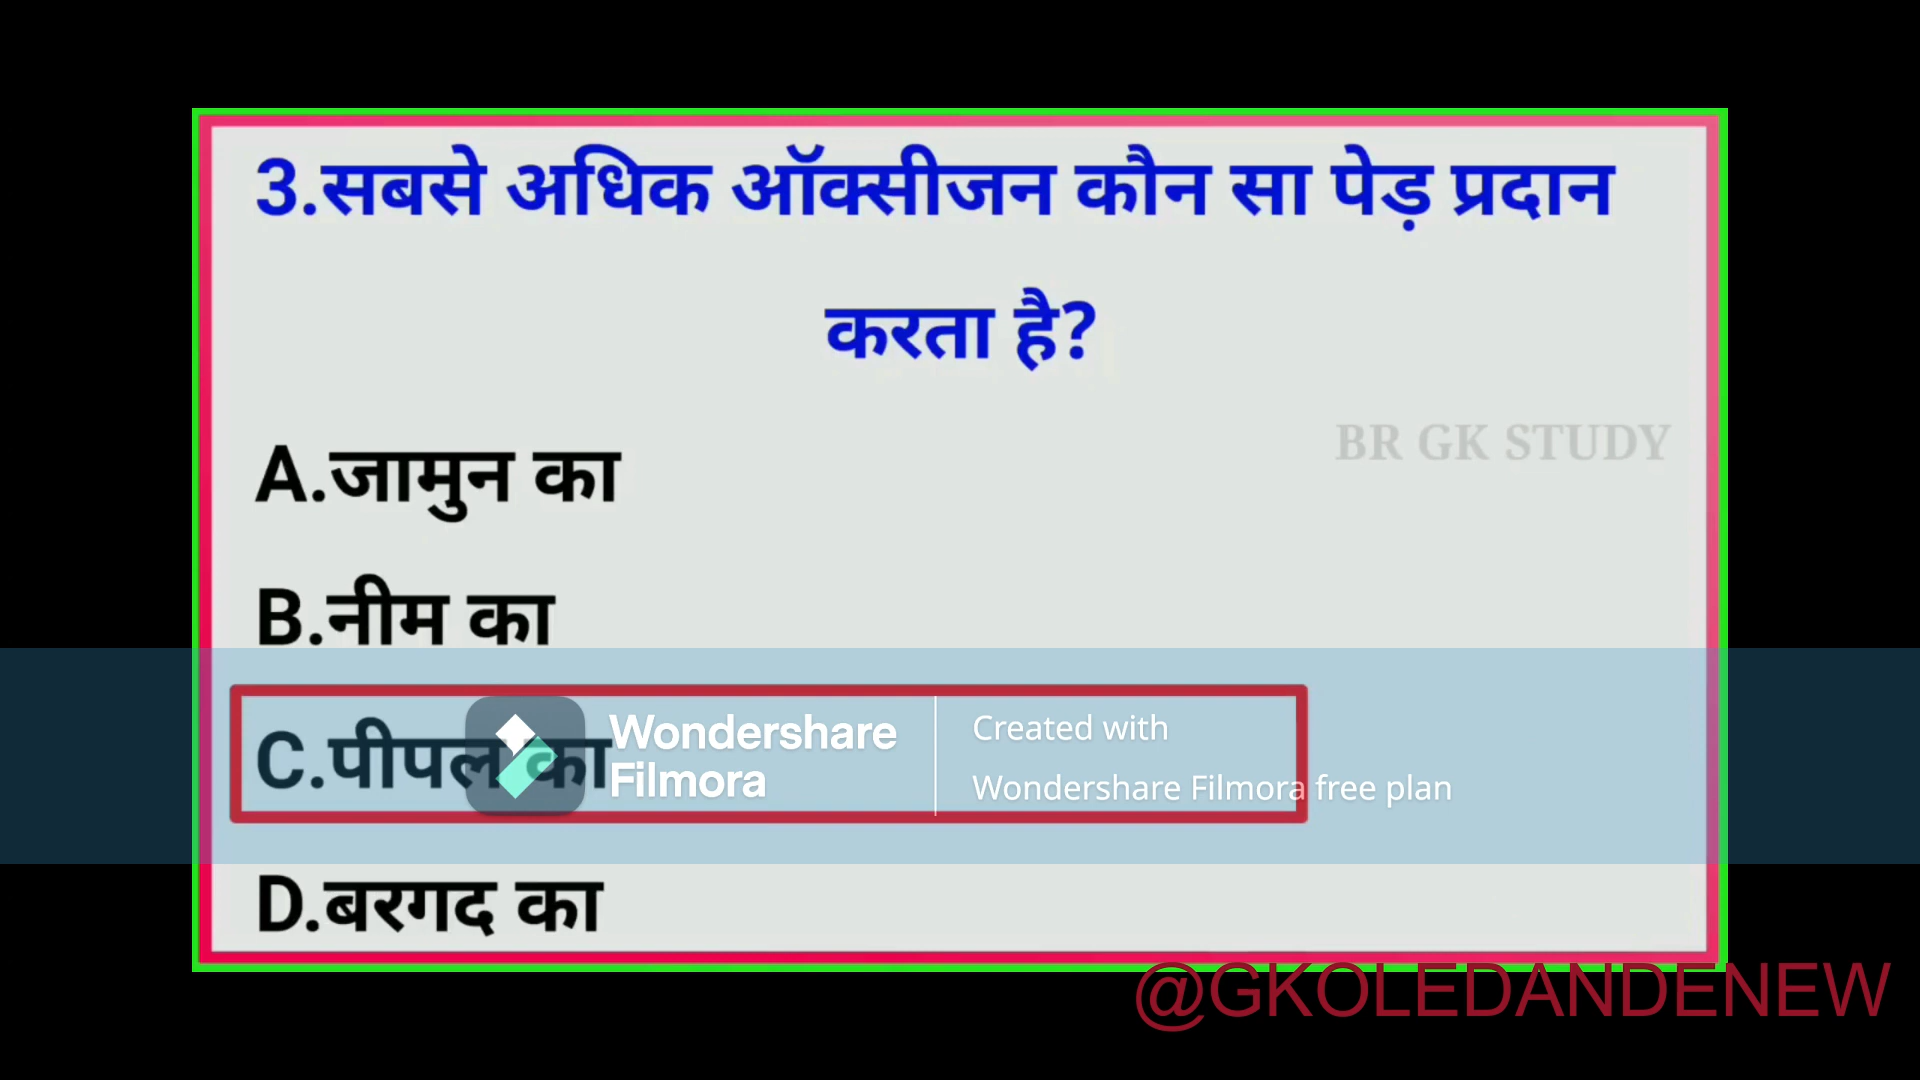 3.सबसे अधिक ऑक्सीजन कौन सा पेड़ प्रदान
करता है?
BR GK STUDY
A.जामुन का
B.नीम का
C.पीपल का
Wondershare
Filmora
Created with
Wondershare Filmora free plan
D.बरगद का
@GKOLEDANDENEW